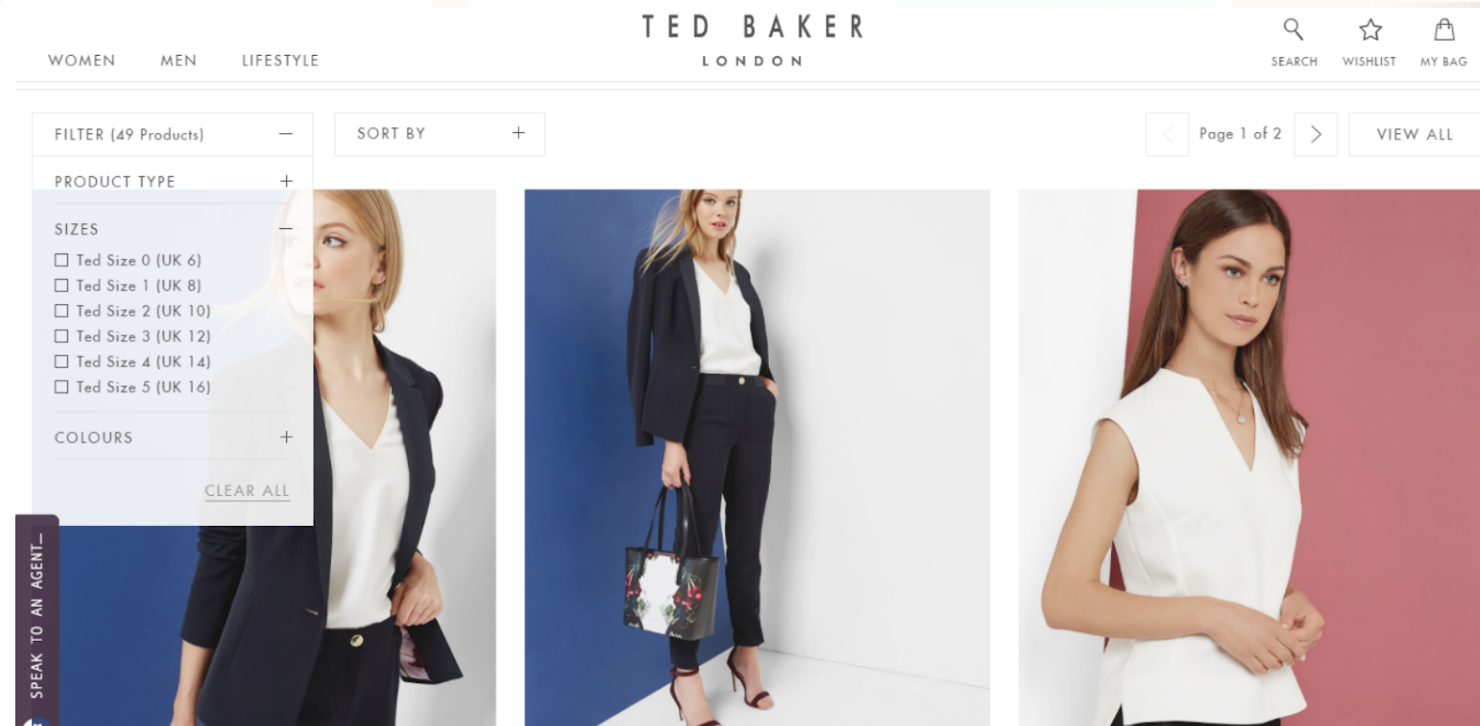 TED BAKER
LONDON
WOMEN MEN LIFESTYLE
SEARCH WISHLIST MY BAG
FILTER (49 Products) —
SORT BY +
Page 1 of 2
VIEW ALL
PRODUCT TYPE +
SIZES —
Ted Size 0 (UK 6)
Ted Size 1 (UK 8)
Ted Size 2 (UK 10)
Ted Size 3 (UK 12)
Ted Size 4 (UK 14)
Ted Size 5 (UK 16)
COLOURS +
CLEAR ALL
SPEAK TO AN AGENT_